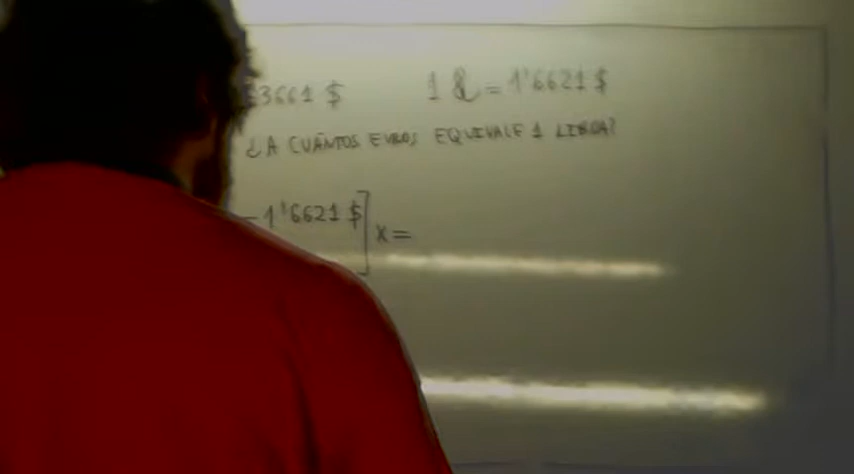 3661 $ 1 £ = 1'6621 $
¿A CUÁNTOS EUROS EQUIVALE 1 LIBRA?
– 1'6621 $
x =